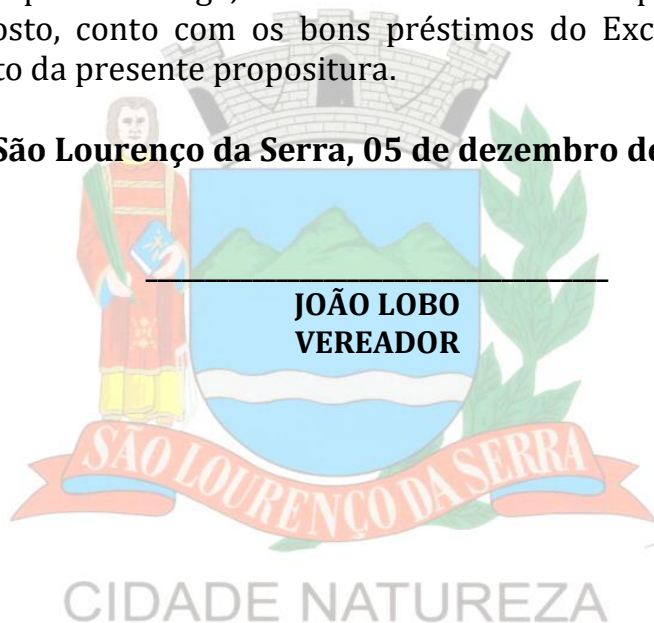 osto, conto com os bons préstimos do Exc
to da presente propositura.
São Lourenço da Serra, 05 de dezembro de
JOÃO LOBO
VEREADOR
SÃO LOURENÇO DA SERRA
CIDADE NATUREZA